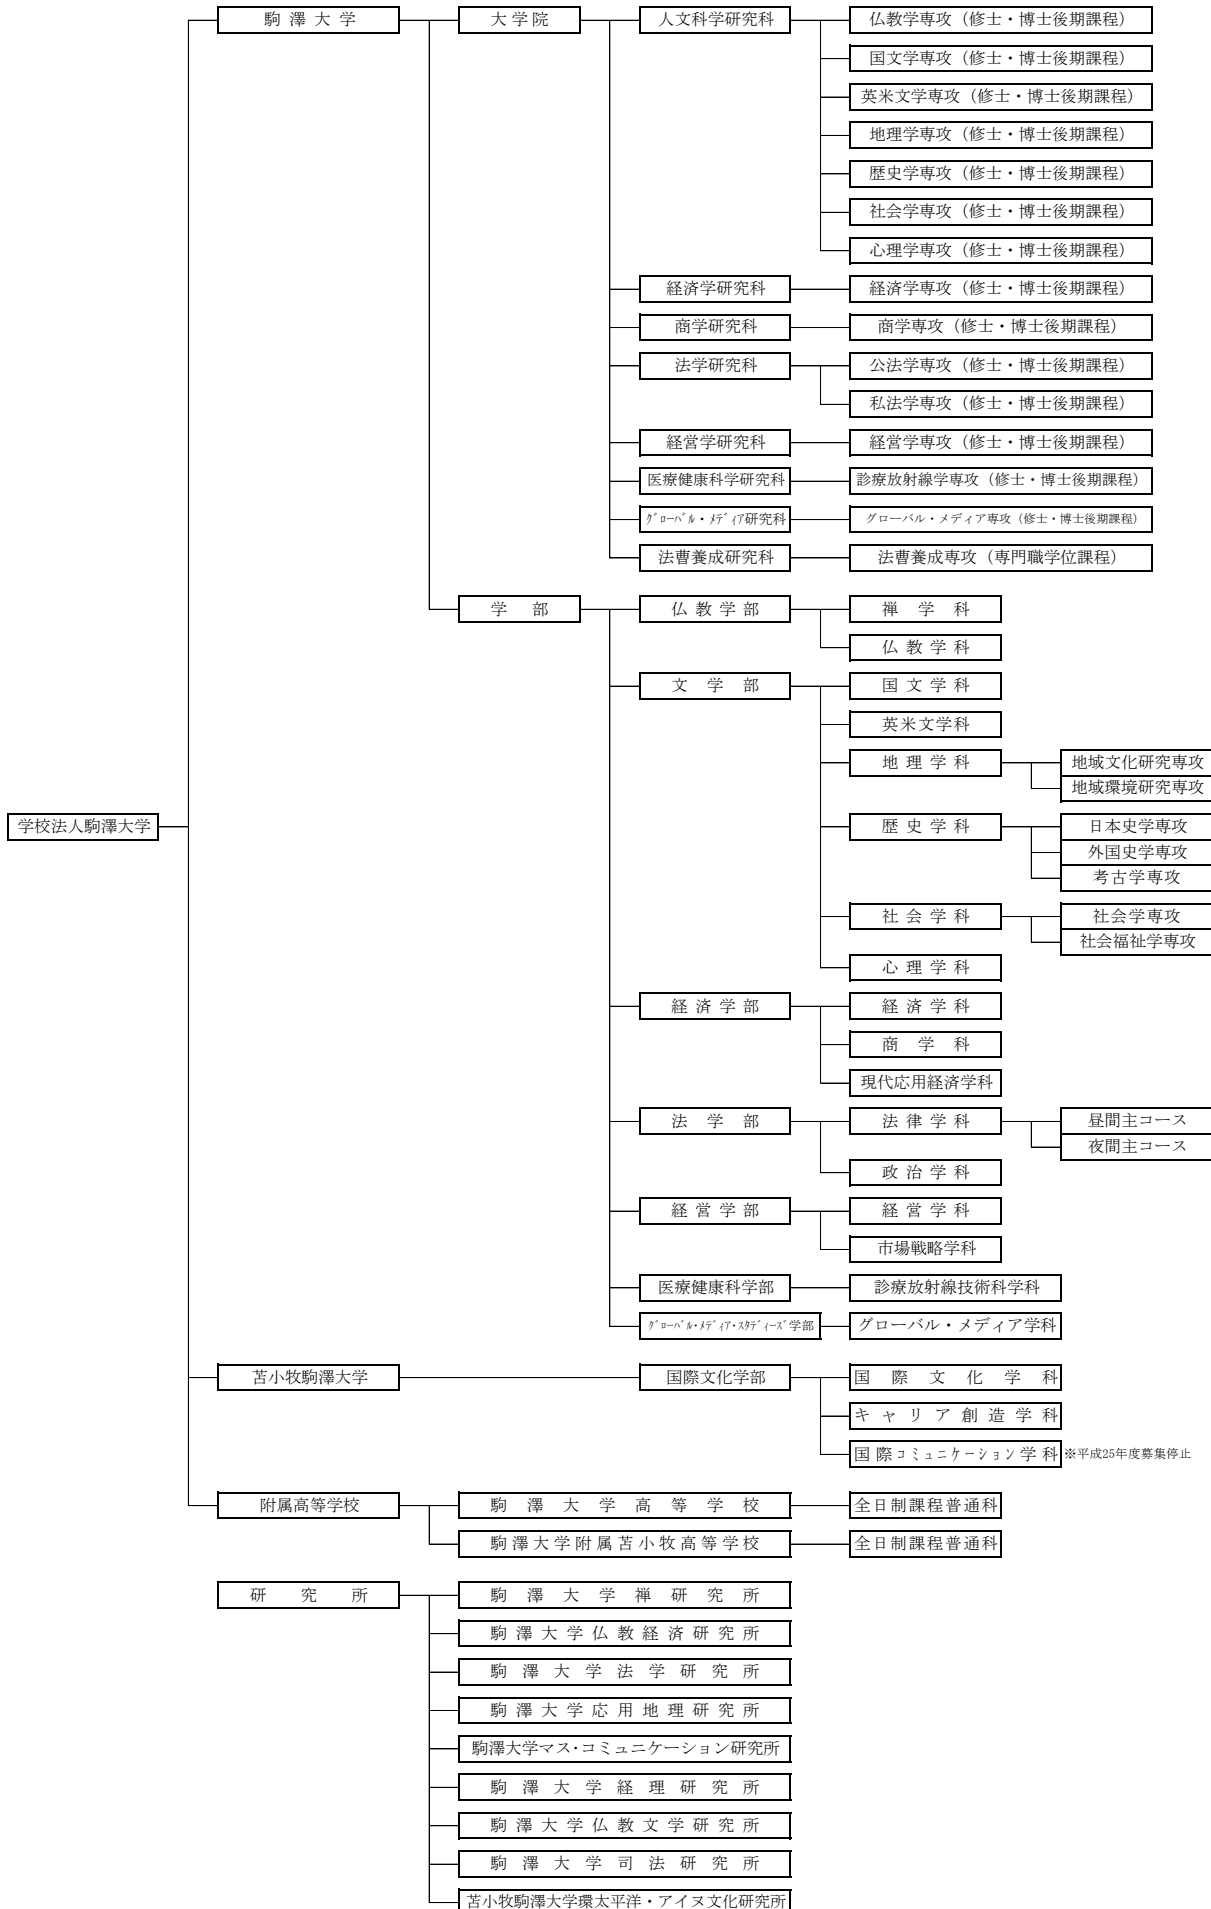 駒澤大学
大学院
人文科学研究科
仏教学専攻（修士・博士後期課程）
国文学専攻（修士・博士後期課程）
英米文学専攻（修士・博士後期課程）
地理学専攻（修士・博士後期課程）
歴史学専攻（修士・博士後期課程）
社会学専攻（修士・博士後期課程）
心理学専攻（修士・博士後期課程）
経済学研究科
経済学専攻（修士・博士後期課程）
商学研究科
商学専攻（修士・博士後期課程）
法学研究科
公法学専攻（修士・博士後期課程）
私法学専攻（修士・博士後期課程）
経営学研究科
経営学専攻（修士・博士後期課程）
医療健康科学研究科
診療放射線学専攻（修士・博士後期課程）
ｸﾞﾛｰﾊﾞﾙ・ﾒﾃﾞｨｱ研究科
グローバル・メディア専攻（修士・博士後期課程）
法曹養成研究科
法曹養成専攻（専門職学位課程）
学部
仏教学部
禅学科
仏教学科
文学部
国文学科
英米文学科
地理学科
地域文化研究専攻
地域環境研究専攻
学校法人駒澤大学
歴史学科
日本史学専攻
外国史学専攻
考古学専攻
社会学科
社会学専攻
社会福祉学専攻
心理学科
経済学部
経済学科
商学科
現代応用経済学科
法学部
法律学科
昼間主コース
夜間主コース
政治学科
経営学部
経営学科
市場戦略学科
医療健康科学部
診療放射線技術科学科
ｸﾞﾛｰﾊﾞﾙ・ﾒﾃﾞｨｱ・ｽﾀﾃﾞｨｰｽﾞ学部
グローバル・メディア学科
苫小牧駒澤大学
国際文化学部
国際文化学科
キャリア創造学科
国際コミュニケーション学科 ※平成25年度募集停止
附属高等学校
駒澤大学高等学校
全日制課程普通科
駒澤大学附属苫小牧高等学校
全日制課程普通科
研究所
駒澤大学禅研究所
駒澤大学仏教経済研究所
駒澤大学法学研究所
駒澤大学応用地理研究所
駒澤大学マス・コミュニケーション研究所
駒澤大学経理研究所
駒澤大学仏教文学研究所
駒澤大学司法研究所
苫小牧駒澤大学環太平洋・アイヌ文化研究所